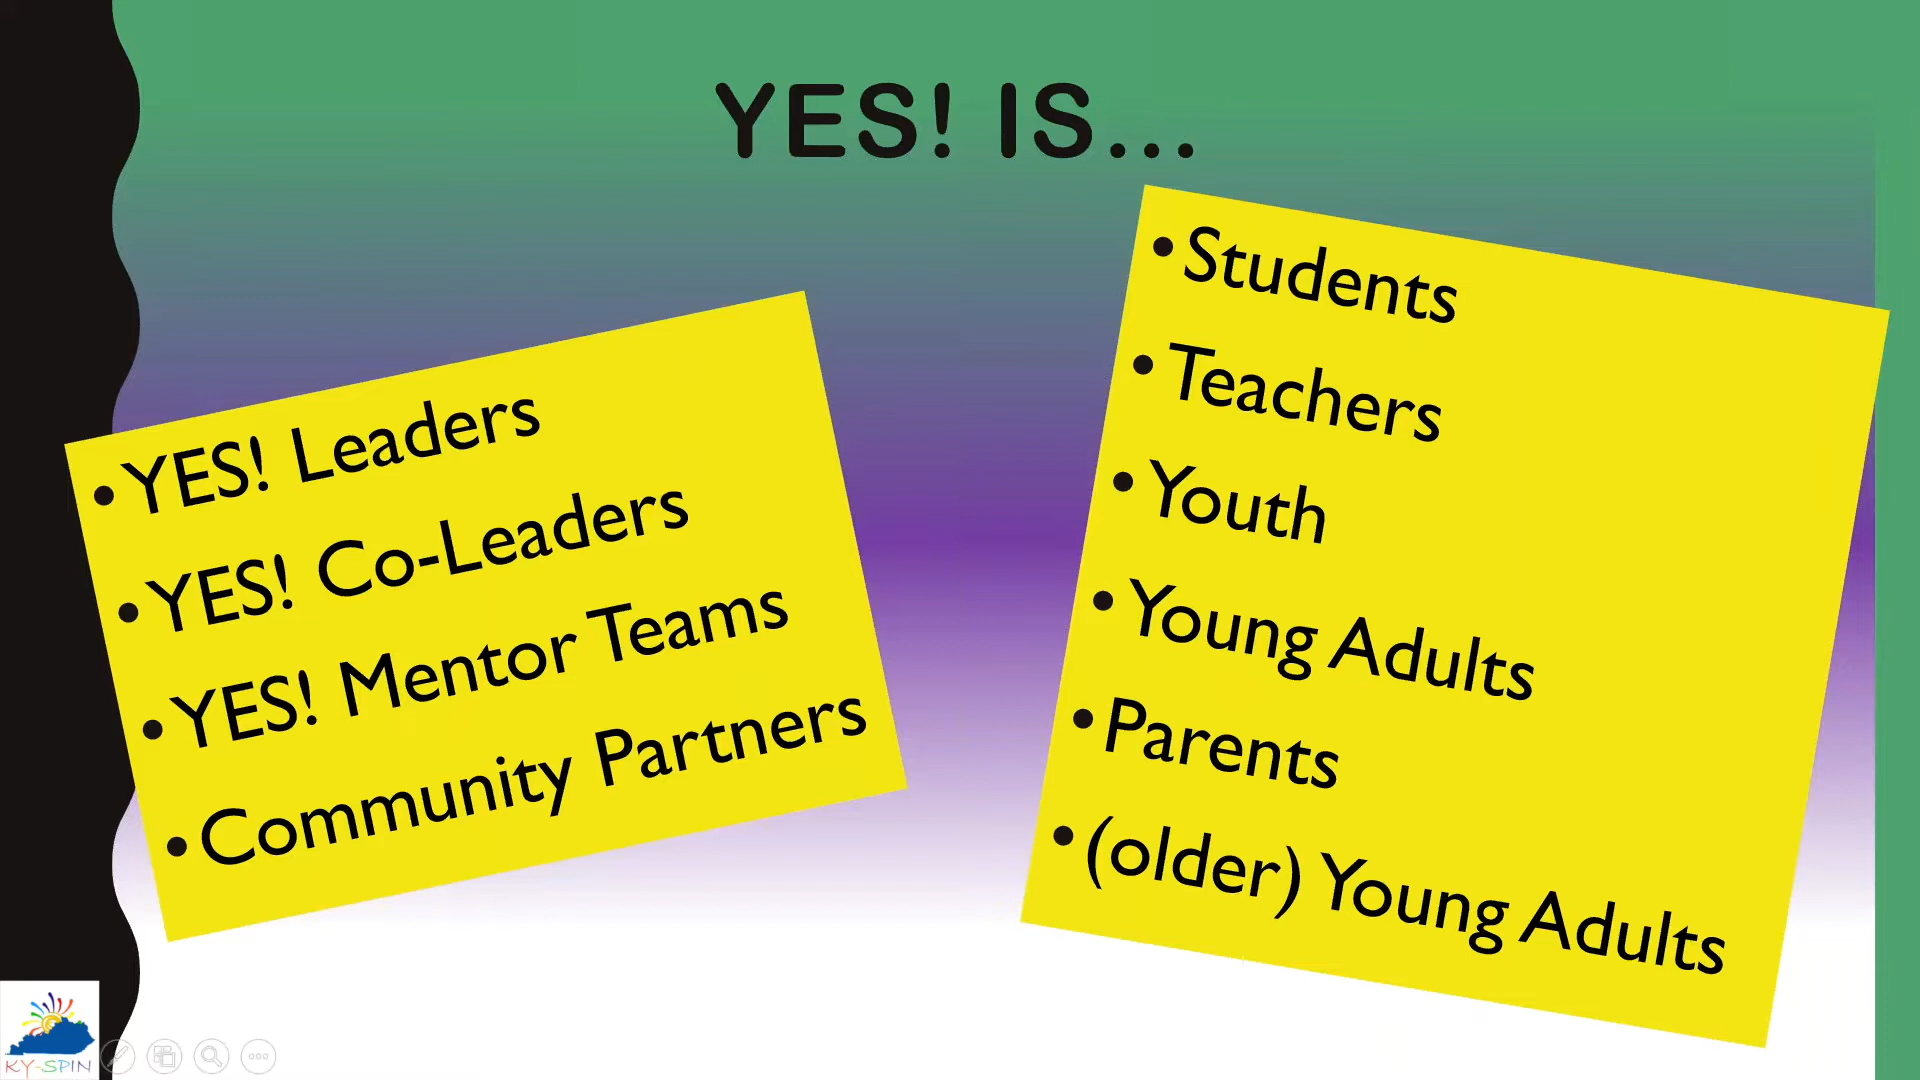 YES! IS...
• YES! Leaders
• YES! Co-Leaders
• YES! Mentor Teams
• Community Partners
• Students
• Teachers
• Youth
• Young Adults
• Parents
• (older) Young Adults
KY-SPIN